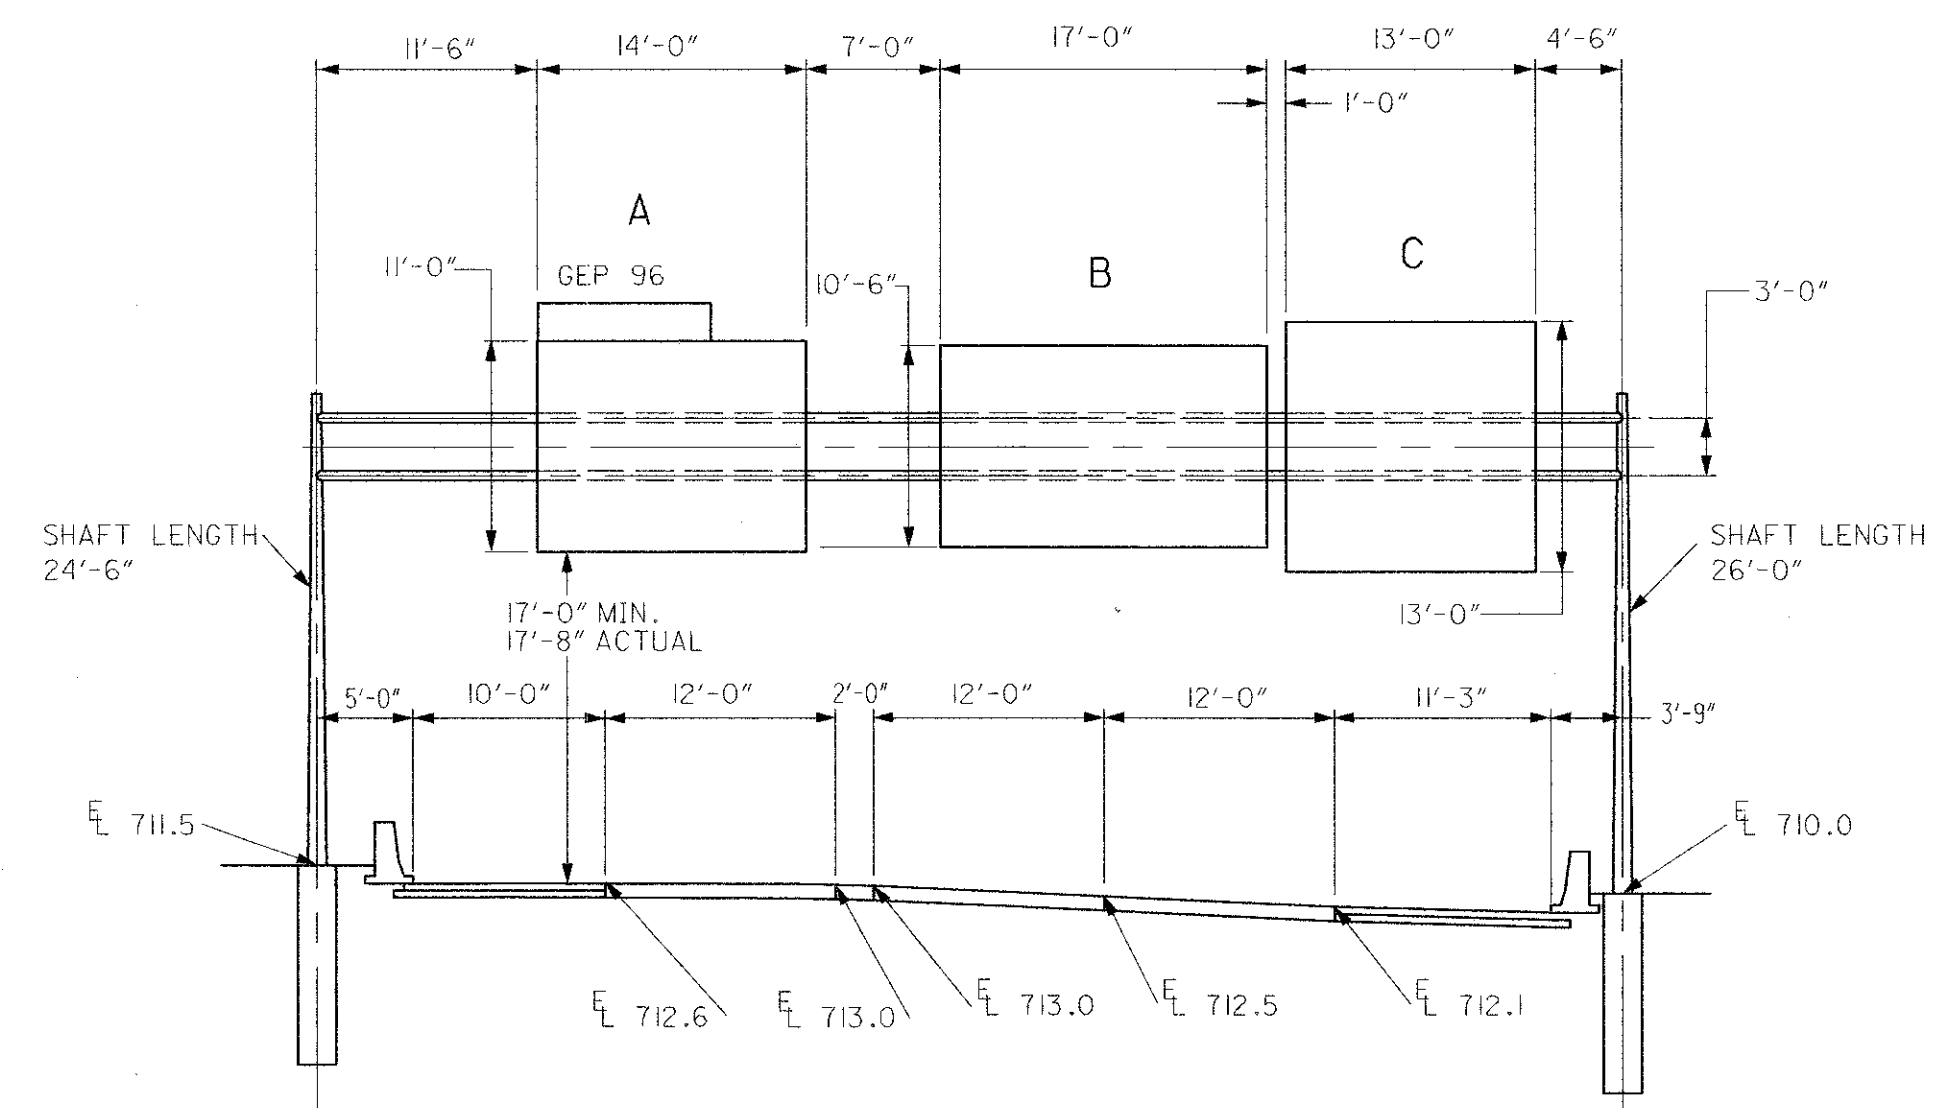 11'-6"
14'-0"
7'-0"
17'-0"
13'-0"
4'-6"
1'-0"
A
B
C
11'-0"
GEP 96
10'-6"
3'-0"
SHAFT LENGTH
24'-6"
SHAFT LENGTH
26'-0"
17'-0" MIN.
17'-8" ACTUAL
13'-0"
5'-0"
10'-0"
12'-0"
2'-0"
12'-0"
12'-0"
11'-3"
3'-9"
EL 711.5
EL 710.0
EL 712.6
EL 713.0
EL 713.0
EL 712.5
EL 712.1